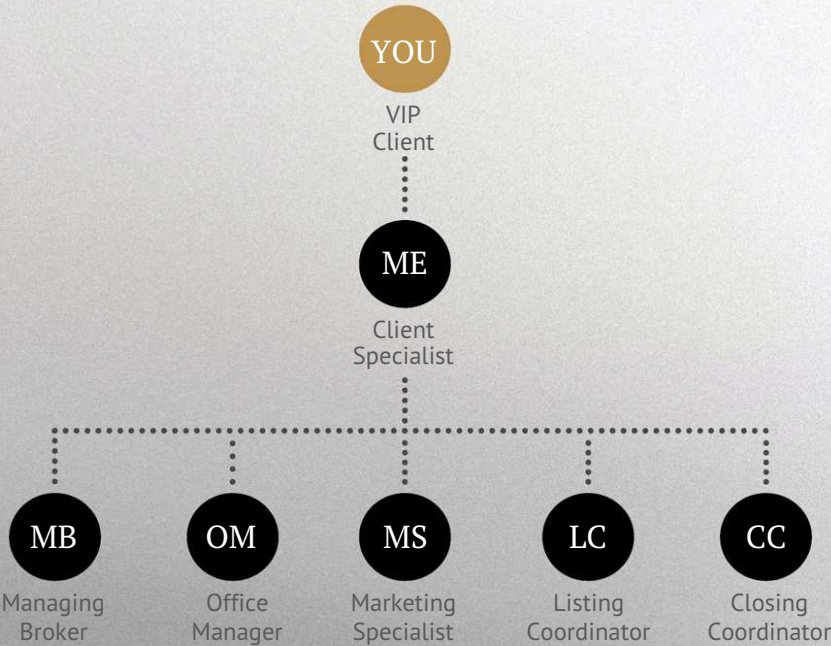 YOU
VIP
Client
ME
Client
Specialist
MB
OM
MS
LC
CC
Managing
Broker
Office
Manager
Marketing
Specialist
Listing
Coordinator
Closing
Coordinator